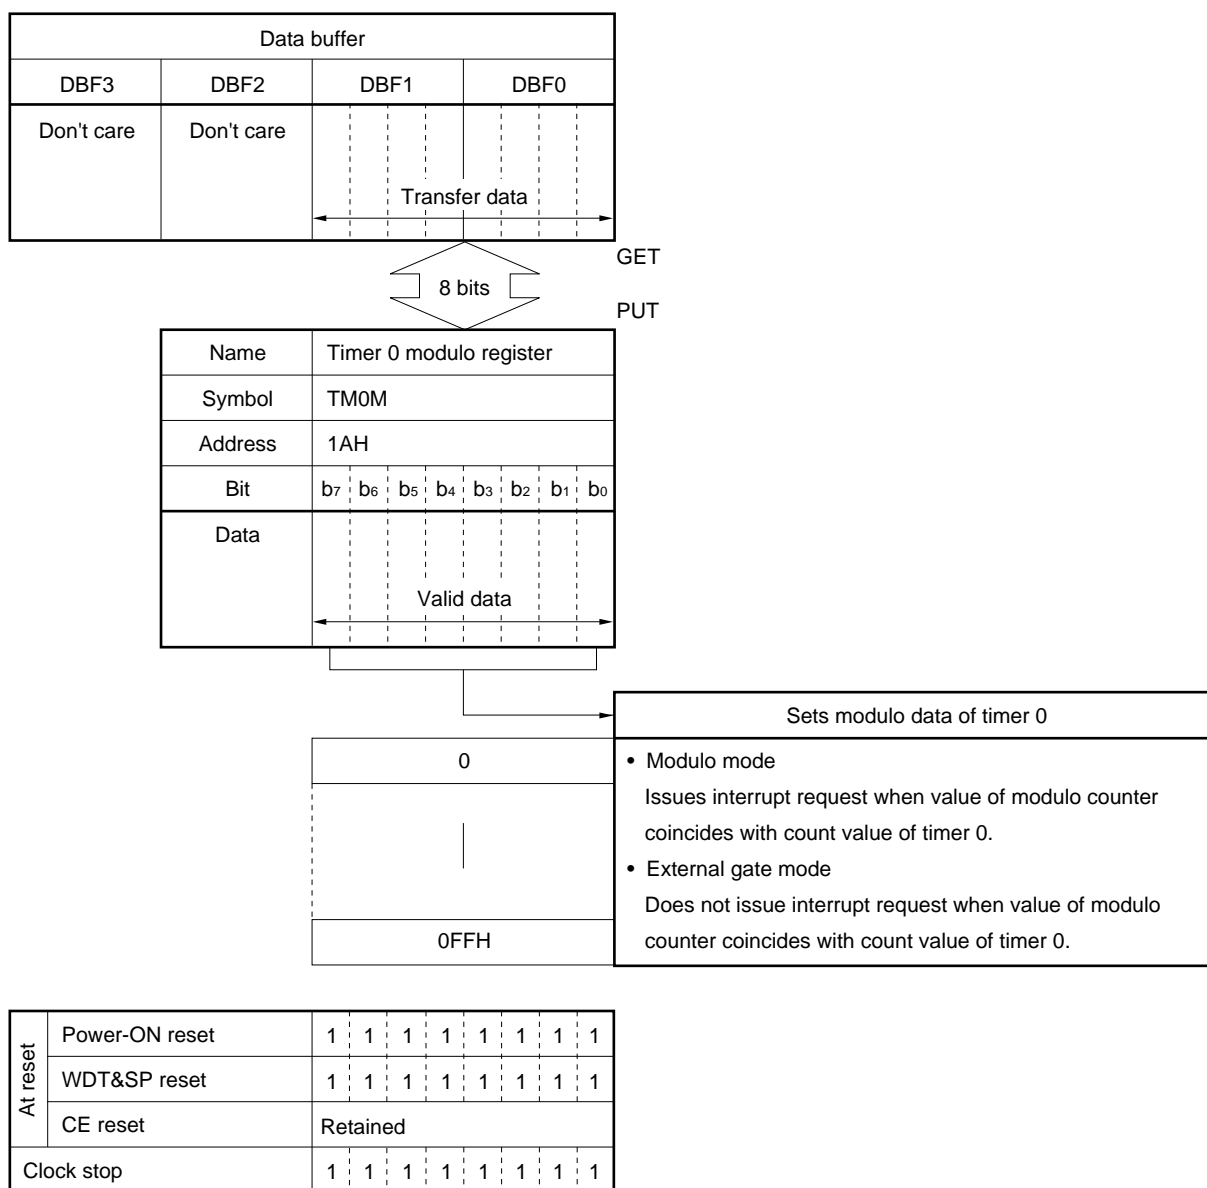 Data buffer
DBF3 DBF2 DBF1 DBF0
Don't care Don't care
Transfer data
GET
8 bits
PUT
Name Timer 0 modulo register
Symbol TM0M
Address 1AH
Bit b7 b6 b5 b4 b3 b2 b1 b0
Data
Valid data
Sets modulo data of timer 0
0
• Modulo mode
Issues interrupt request when value of modulo counter
coincides with count value of timer 0.
• External gate mode
Does not issue interrupt request when value of modulo
counter coincides with count value of timer 0.
0FFH
At reset
Power-ON reset 1 1 1 1 1 1 1 1
WDT&SP reset 1 1 1 1 1 1 1 1
CE reset Retained
Clock stop 1 1 1 1 1 1 1 1